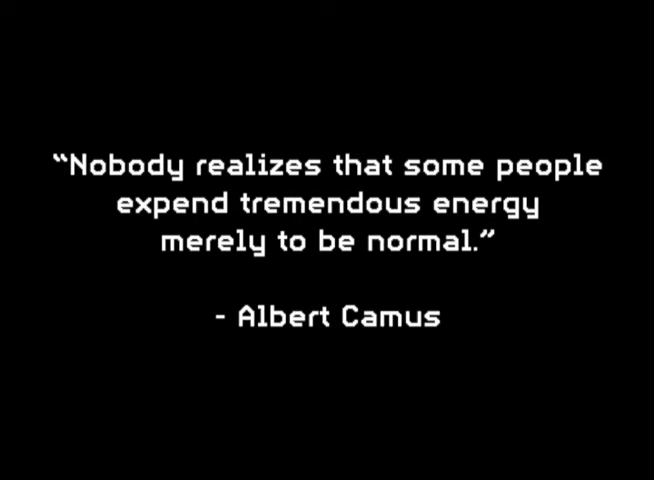 “Nobody realizes that some people
expend tremendous energy
merely to be normal.”
- Albert Camus